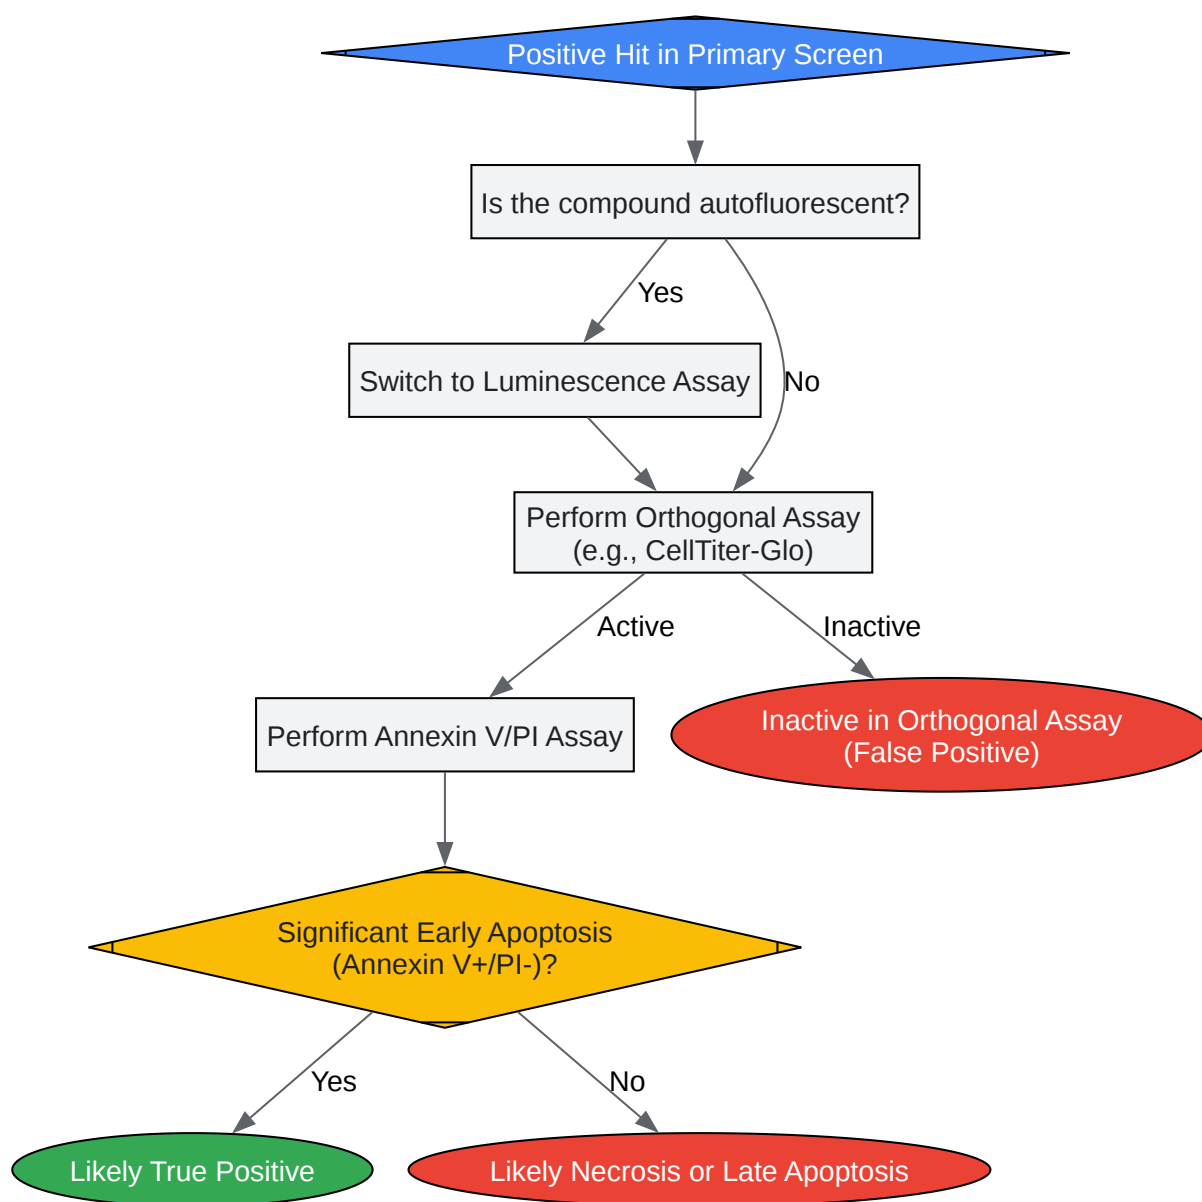 Positive Hit in Primary Screen
Is the compound autofluorescent?
Yes
Switch to Luminescence Assay
No
Perform Orthogonal Assay
(e.g., CellTiter-Glo)
Active
Inactive
Perform Annexin V/PI Assay
Inactive in Orthogonal Assay
(False Positive)
Significant Early Apoptosis
(Annexin V+/PI-)?
Yes
No
Likely True Positive
Likely Necrosis or Late Apoptosis